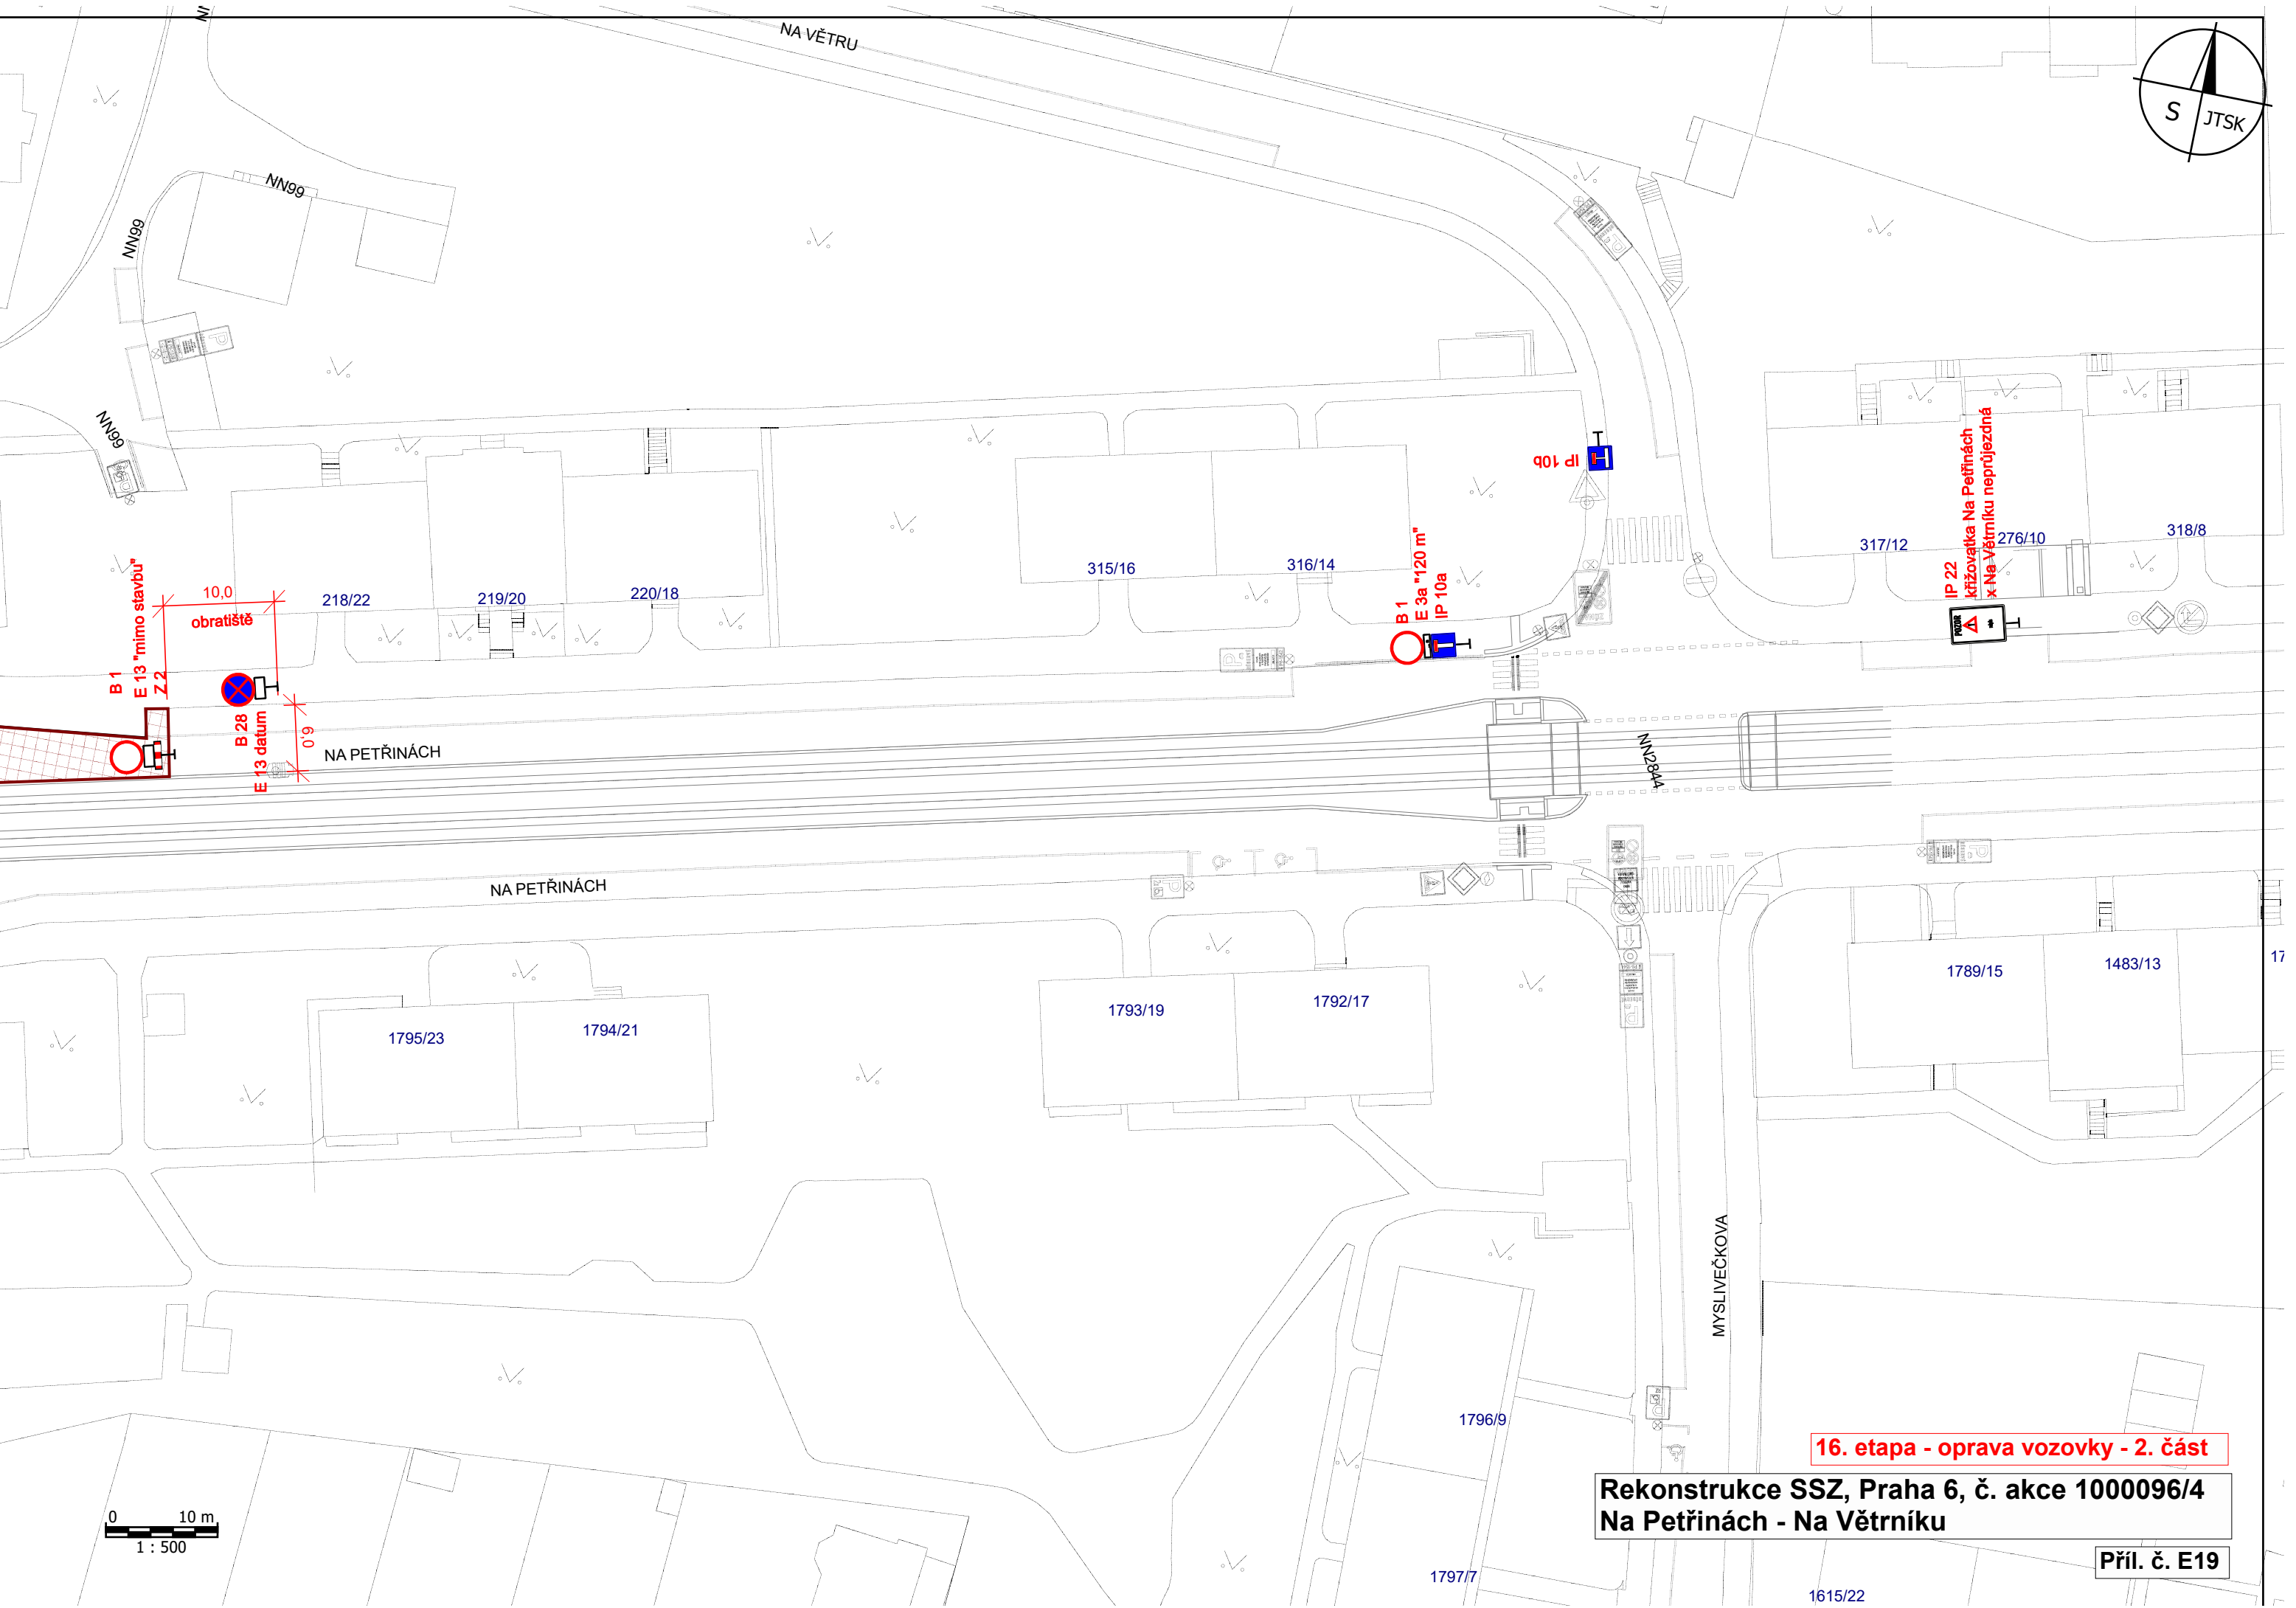 NA VĚTRU
S JTSK
NN99
NN99
NN99
IP 10b
IP 22
křižovatka Na Petřinách
x Na Větrníku neprůjezdná
POZOR
317/12
276/10
318/8
315/16
316/14
B 1
E 3a "120 m"
IP 10a
218/22
219/20
220/18
10,0
obratiště
B 1
E 13 "mimo stavbu"
Z 2
B 28
E 13 datum
6,0
NA PETŘINÁCH
NN2844
NA PETŘINÁCH
1795/23
1794/21
1793/19
1792/17
1789/15
1483/13
17
MYSLIVEČKOVA
1796/9
1797/7
1615/22
16. etapa - oprava vozovky - 2. část
Rekonstrukce SSZ, Praha 6, č. akce 1000096/4
Na Petřinách - Na Větrníku
Příl. č. E19
0 10 m
1 : 500